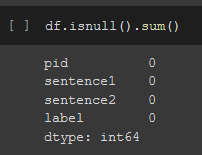 [ ] df.isnull().sum()
pid 0
sentence1 0
sentence2 0
label 0
dtype: int64